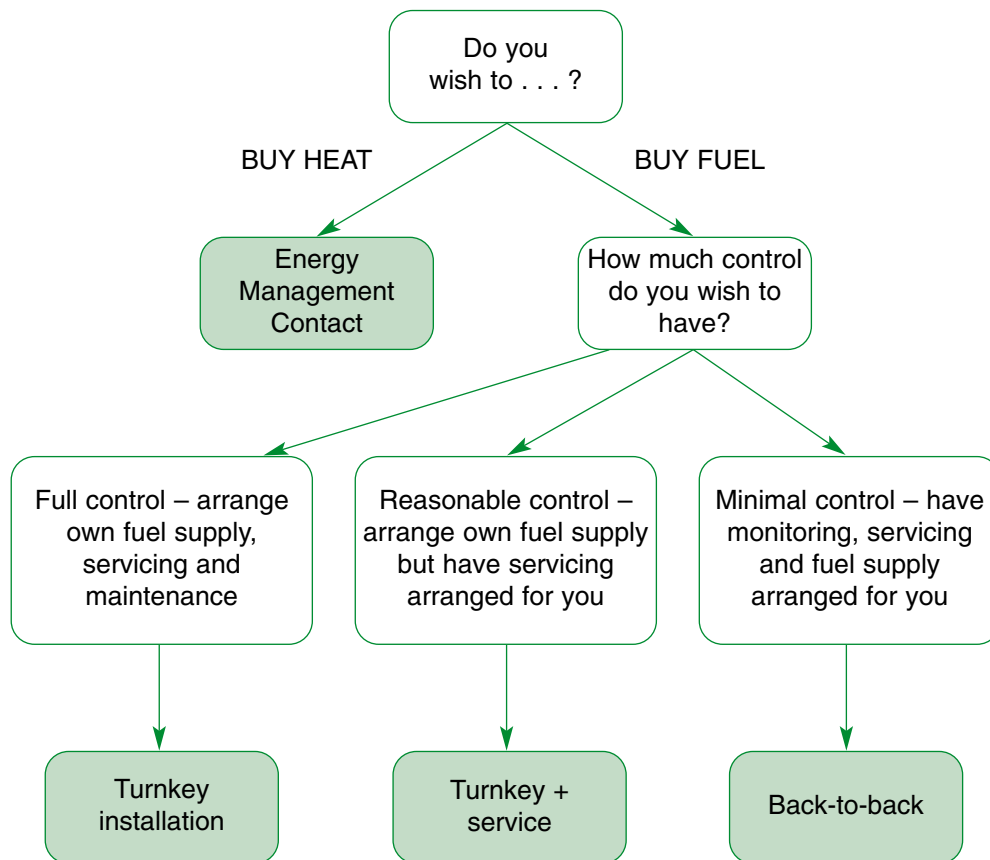 Do you
wish to . . . ?
BUY HEAT
BUY FUEL
Energy
Management
Contact
How much control
do you wish to
have?
Full control – arrange
own fuel supply,
servicing and
maintenance
Reasonable control –
arrange own fuel supply
but have servicing
arranged for you
Minimal control – have
monitoring, servicing
and fuel supply
arranged for you
Turnkey
installation
Turnkey +
service
Back-to-back